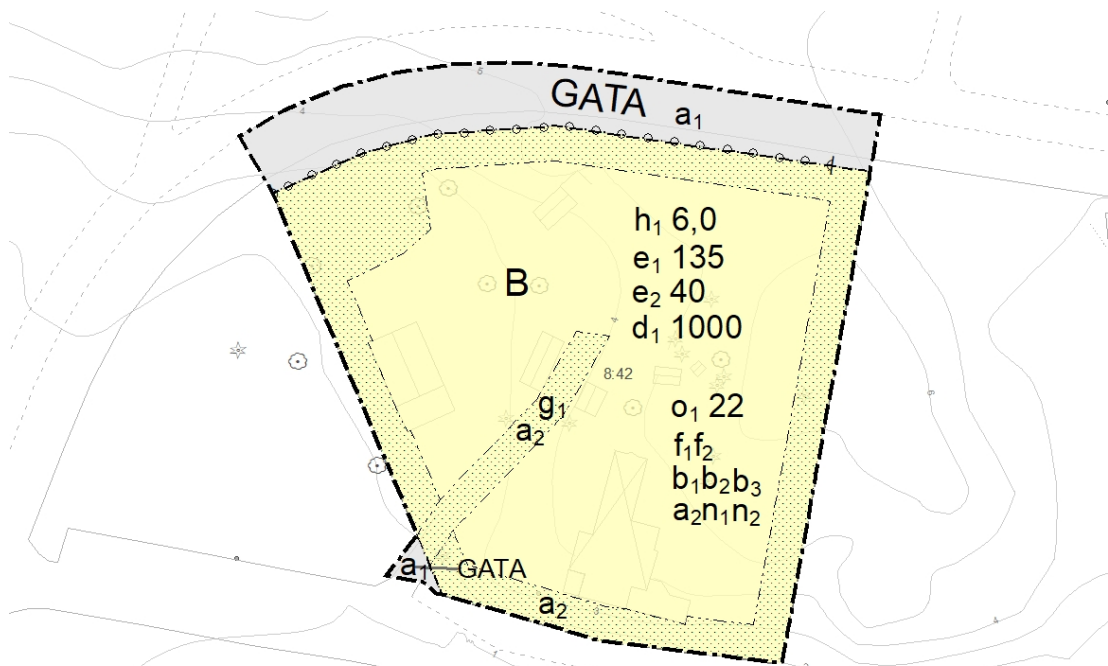 GATA a₁
h₁ 6,0
e₁ 135
B
e₂ 40
d₁ 1000
8:42
g₁
o₁ 22
a₂
f₁f₂
b₁b₂b₃
a₂n₁n₂
a₁ GATA
a₂